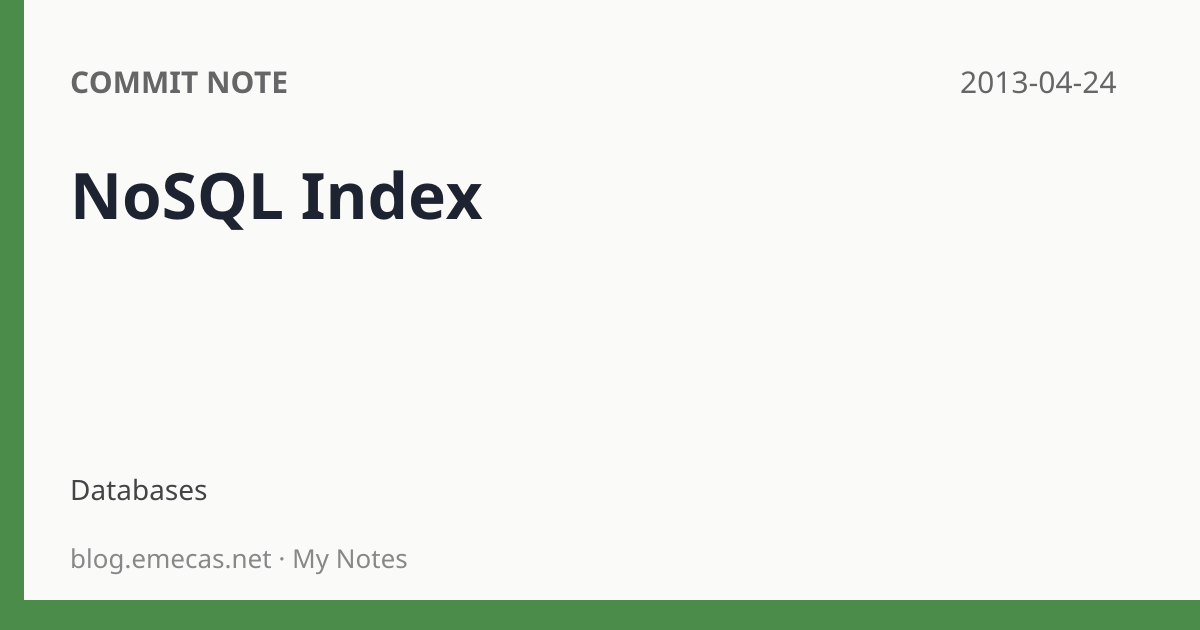 COMMIT NOTE
2013-04-24
NoSQL Index
Databases
blog.emecas.net · My Notes